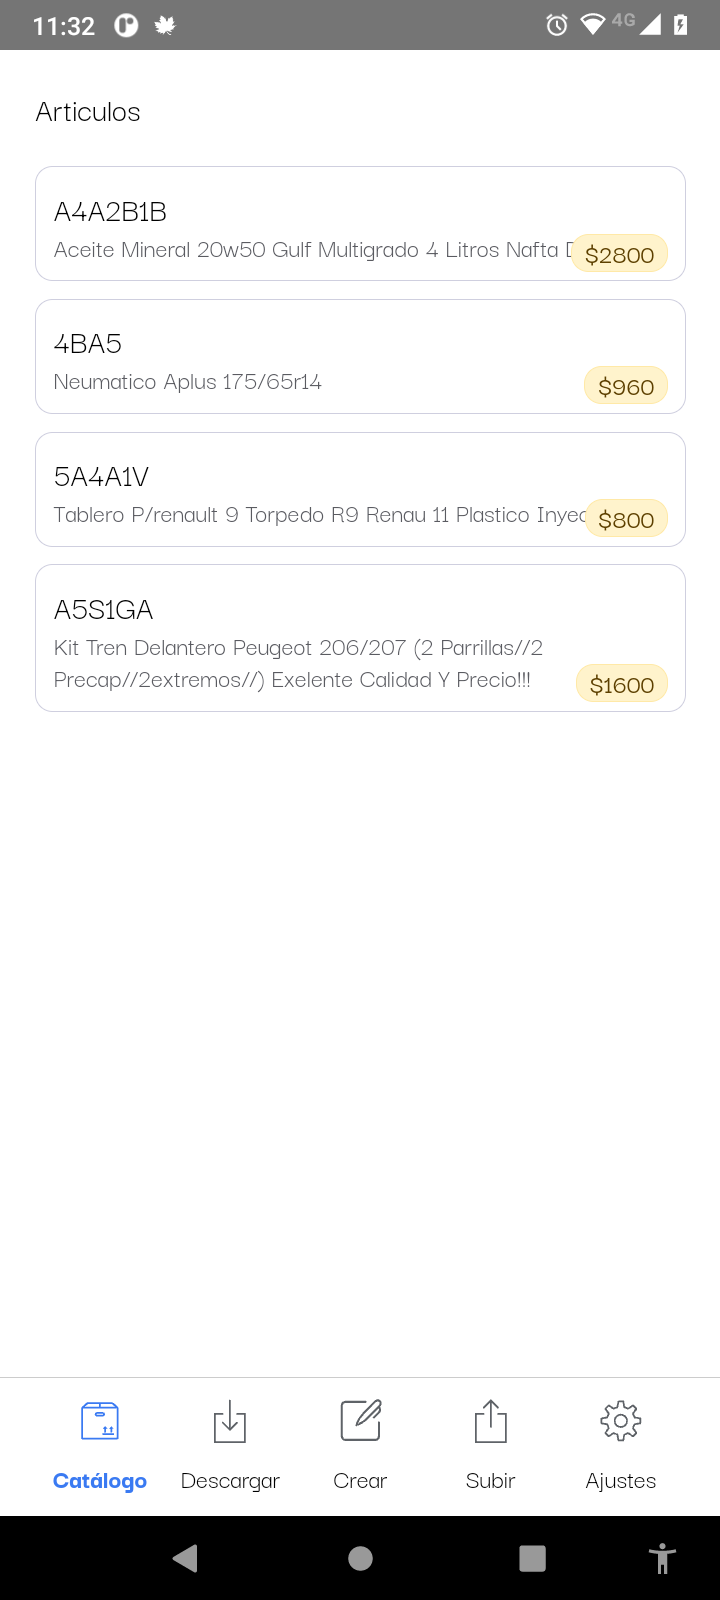 11:32
4G
Articulos
A4A2B1B
Aceite Mineral 20w50 Gulf Multigrado 4 Litros Nafta
$2800
4BA5
Neumatico Aplus 175/65r14
$960
5A4A1V
Tablero P/renault 9 Torpedo R9 Renau 11 Plastico
$800
A5S1GA
Kit Tren Delantero Peugeot 206/207 (2 Parrillas//2
Precap//2extremos//) Exelente Calidad Y Precio!!!
$1600
Catálogo Descargar Crear Subir Ajustes